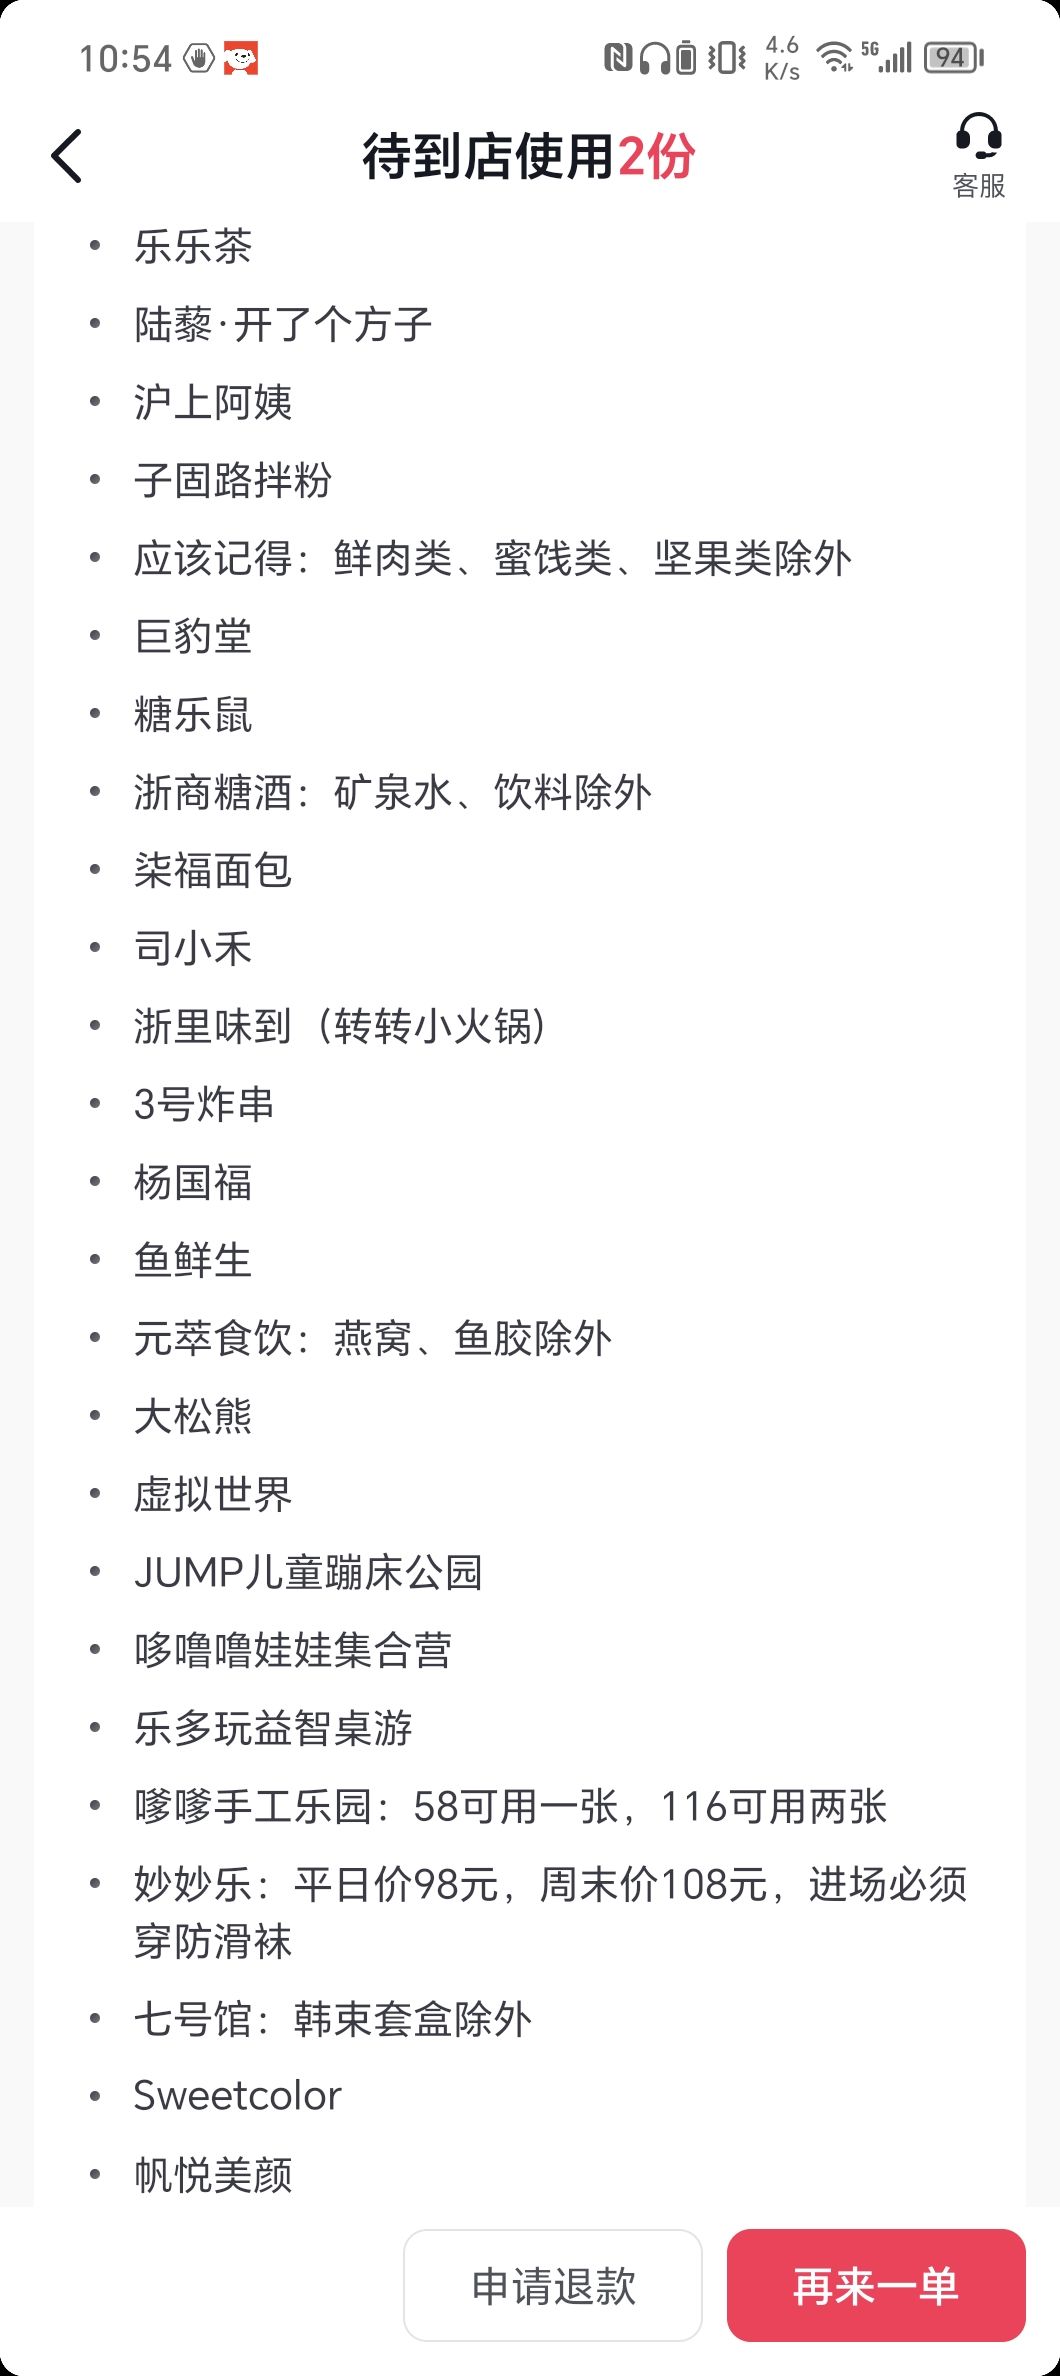 10:54
4.6
K/s
5G
94
待到店使用2份
客服
• 乐乐茶
• 陆藜·开了个方子
• 沪上阿姨
• 子固路拌粉
• 应该记得：鲜肉类、蜜饯类、坚果类除外
• 巨豹堂
• 糖乐鼠
• 浙商糖酒：矿泉水、饮料除外
• 柒福面包
• 司小禾
• 浙里味到（转转小火锅）
• 3号炸串
• 杨国福
• 鱼鲜生
• 元萃食饮：燕窝、鱼胶除外
• 大松熊
• 虚拟世界
• JUMP儿童蹦床公园
• 哆噜噜娃娃集合营
• 乐多玩益智桌游
• 嗲嗲手工乐园：58可用一张，116可用两张
• 妙妙乐：平日价98元，周末价108元，进场必须
穿防滑袜
• 七号馆：韩束套盒除外
• Sweetcolor
• 帆悦美颜
申请退款
再来一单